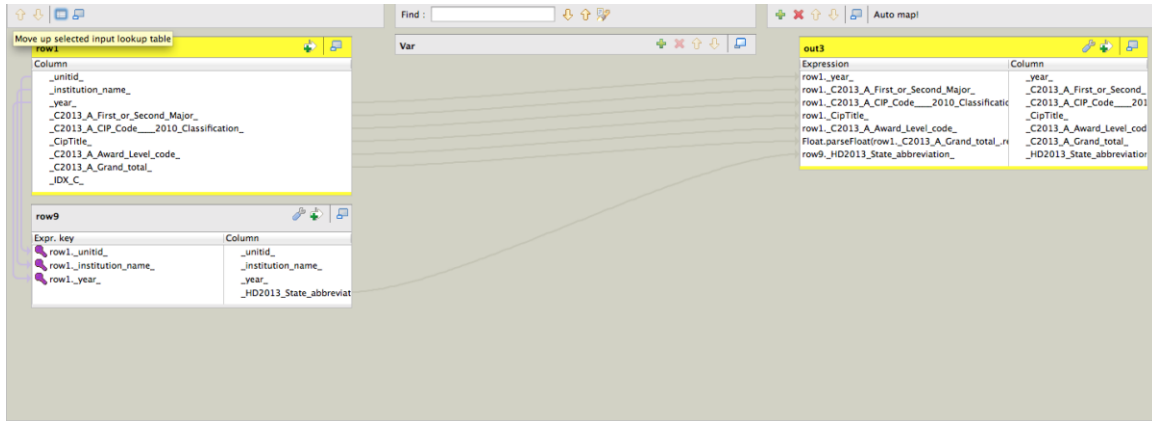 Find :
Auto map!
Move up selected input lookup table
row1
Column
_unitid_
_institution_name_
_year_
_C2013_A_First_or_Second_Major_
_C2013_A_CIP_Code____2010_Classification_
_CipTitle_
_C2013_A_Award_Level_code_
_C2013_A_Grand_total_
_IDX_C_
row9
Expr. key Column
row1._unitid_ _unitid_
row1._institution_name_ _institution_name_
row1._year_ _year_
_HD2013_State_abbreviat
Var
out3
Expression Column
row1._year_ _year_
row1._C2013_A_First_or_Second_Major_ _C2013_A_First_or_Second_
row1._C2013_A_CIP_Code____2010_Classificatic _C2013_A_CIP_Code____201
row1._CipTitle_ _CipTitle_
row1._C2013_A_Award_Level_code_ _C2013_A_Award_Level_cod
Float.parseFloat(row1._C2013_A_Grand_total_.re _C2013_A_Grand_total_
row9._HD2013_State_abbreviation_ _HD2013_State_abbreviation